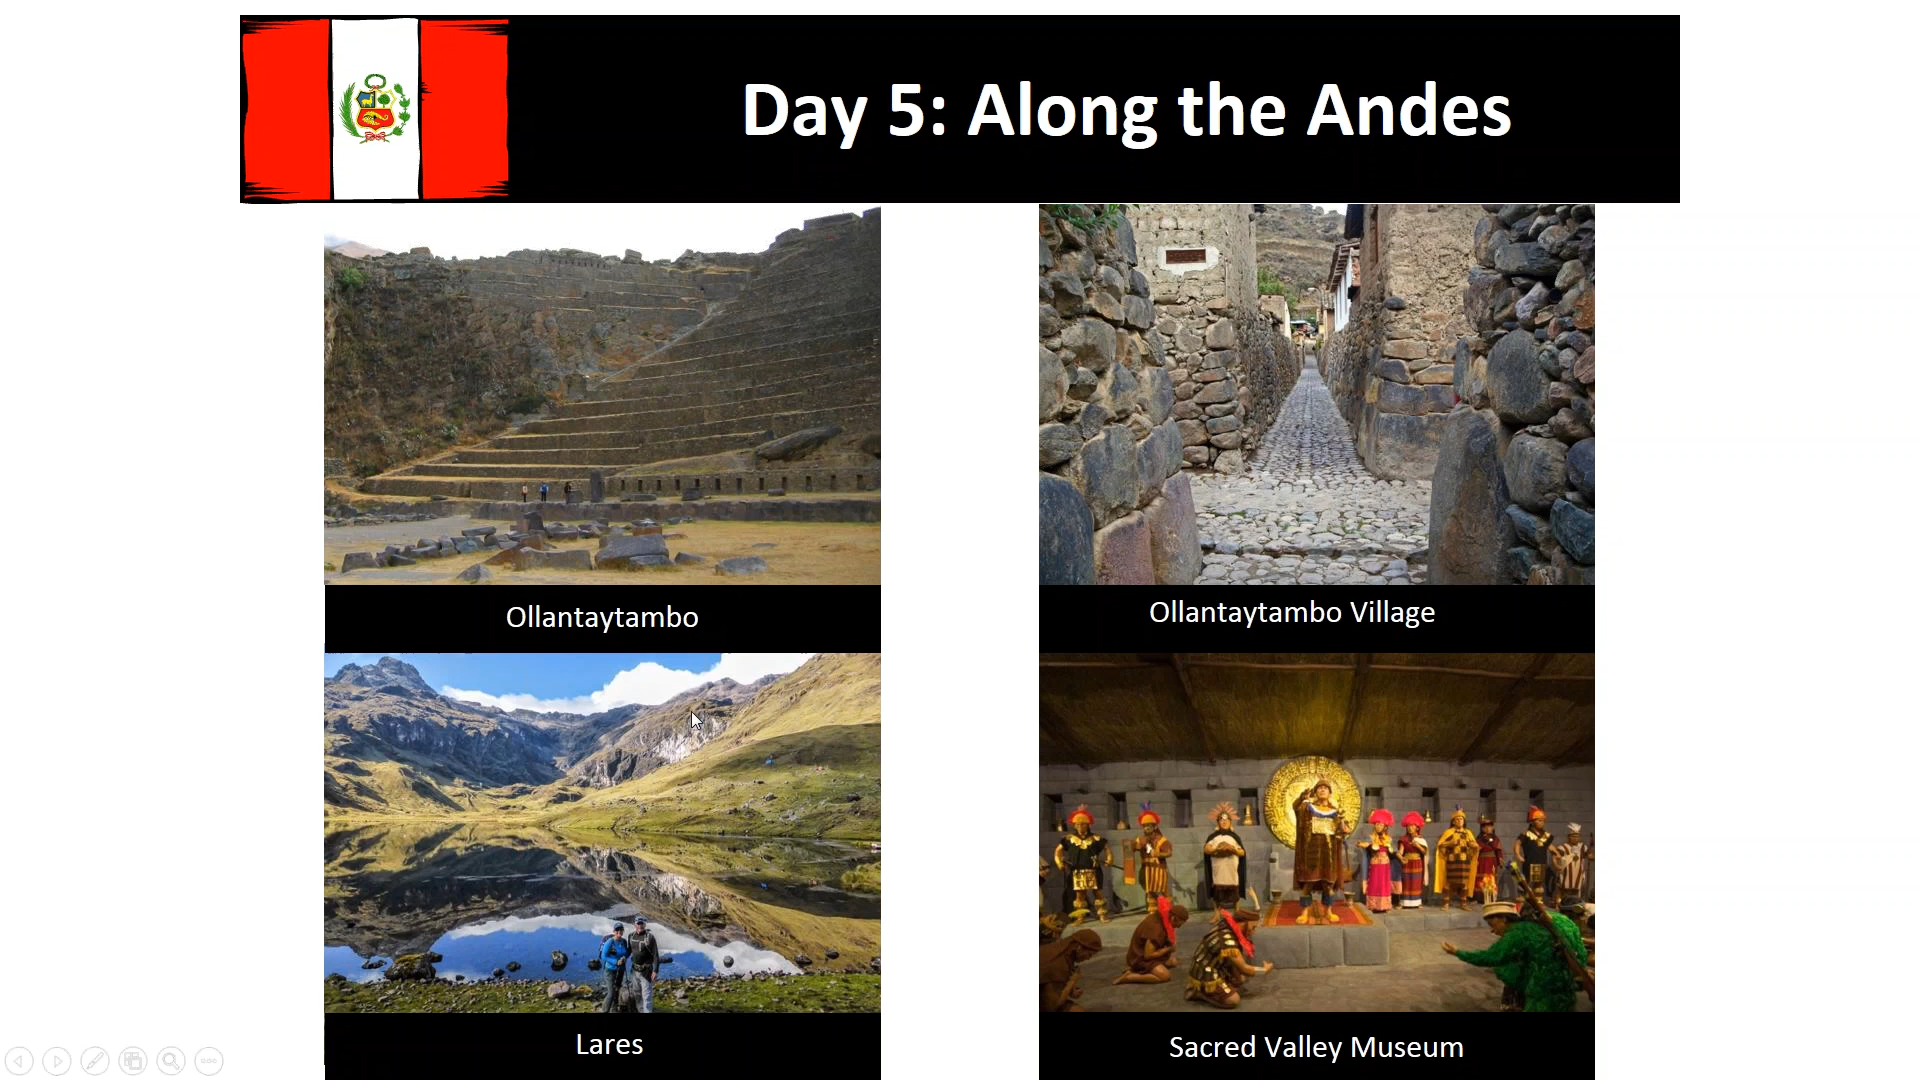 Day 5: Along the Andes
Ollantaytambo
Ollantaytambo Village
Lares
Sacred Valley Museum